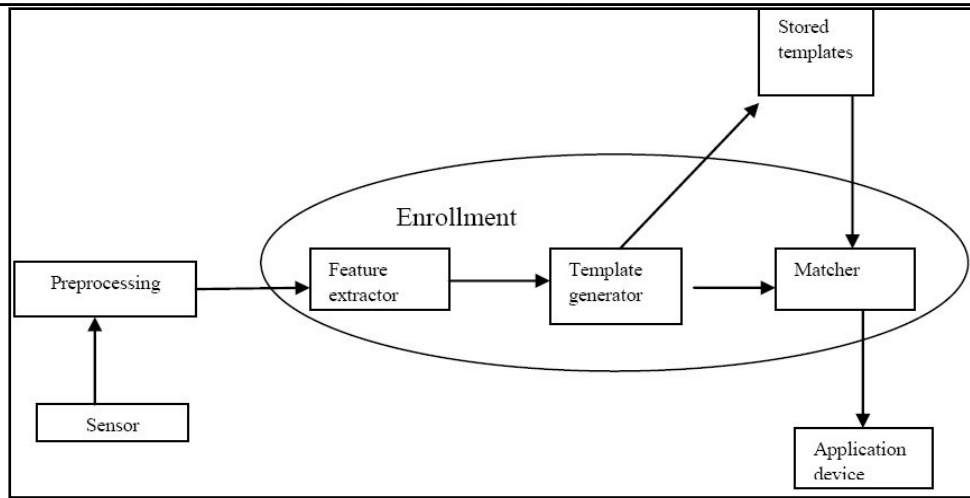 Stored
templates
Enrollment
Preprocessing
Feature
extractor
Template
generator
Matcher
Sensor
Application
device